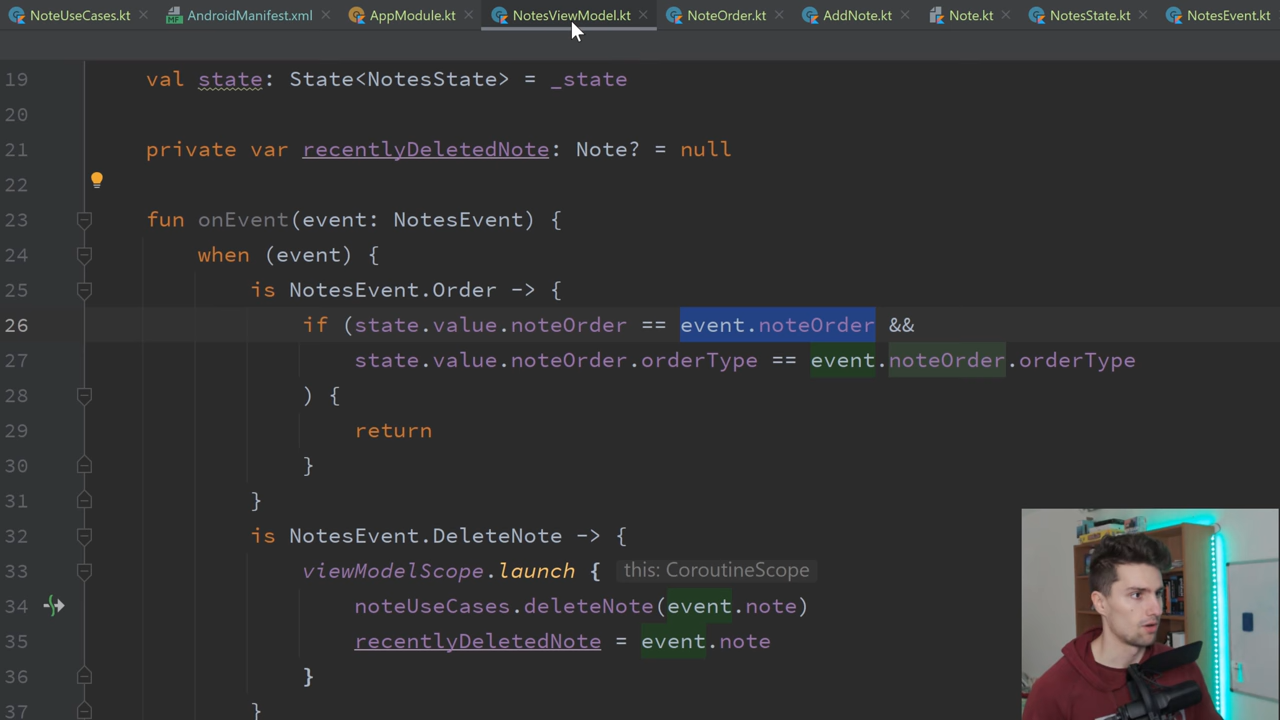 NoteUseCases.kt AndroidManifest.xml AppModule.kt NotesViewModel.kt NoteOrder.kt AddNote.kt Note.kt NotesState.kt NotesEvent.kt
19 val state: State<NotesState> = _state
20
21 private var recentlyDeletedNote: Note? = null
22
23 fun onEvent(event: NotesEvent) {
24 when (event) {
25 is NotesEvent.Order -> {
26 if (state.value.noteOrder == event.noteOrder &&
27 state.value.noteOrder.orderType == event.noteOrder.orderType
28 ) {
29 return
30 }
31 }
32 is NotesEvent.DeleteNote -> {
33 viewModelScope.launch { this: CoroutineScope
34 noteUseCases.deleteNote(event.note)
35 recentlyDeletedNote = event.note
36 }
37 }